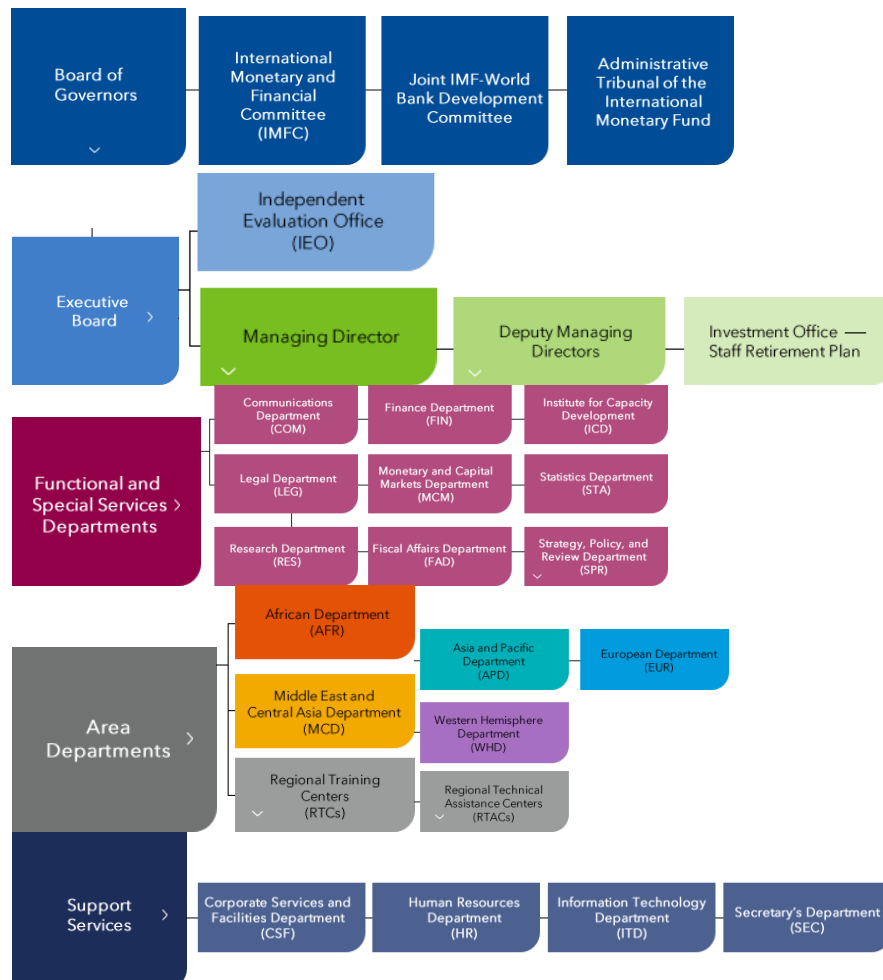 Board of
Governors
International
Monetary and
Financial
Committee
(IMFC)
Joint IMF-World
Bank Development
Committee
Administrative
Tribunal of the
International
Monetary Fund
Independent
Evaluation Office
(IEO)
Executive
Board
Managing Director
Deputy Managing
Directors
Investment Office —
Staff Retirement Plan
Functional and
Special Services
Departments
Communications
Department
(COM)
Finance Department
(FIN)
Institute for Capacity
Development
(ICD)
Legal Department
(LEG)
Monetary and Capital
Markets Department
(MCM)
Statistics Department
(STA)
Research Department
(RES)
Fiscal Affairs Department
(FAD)
Strategy, Policy, and
Review Department
(SPR)
Area
Departments
African Department
(AFR)
Asia and Pacific
Department
(APD)
European Department
(EUR)
Middle East and
Central Asia Department
(MCD)
Western Hemisphere
Department
(WHD)
Regional Training
Centers
(RTCs)
Regional Technical
Assistance Centers
(RTACs)
Support
Services
Corporate Services and
Facilities Department
(CSF)
Human Resources
Department
(HR)
Information Technology
Department
(ITD)
Secretary's Department
(SEC)